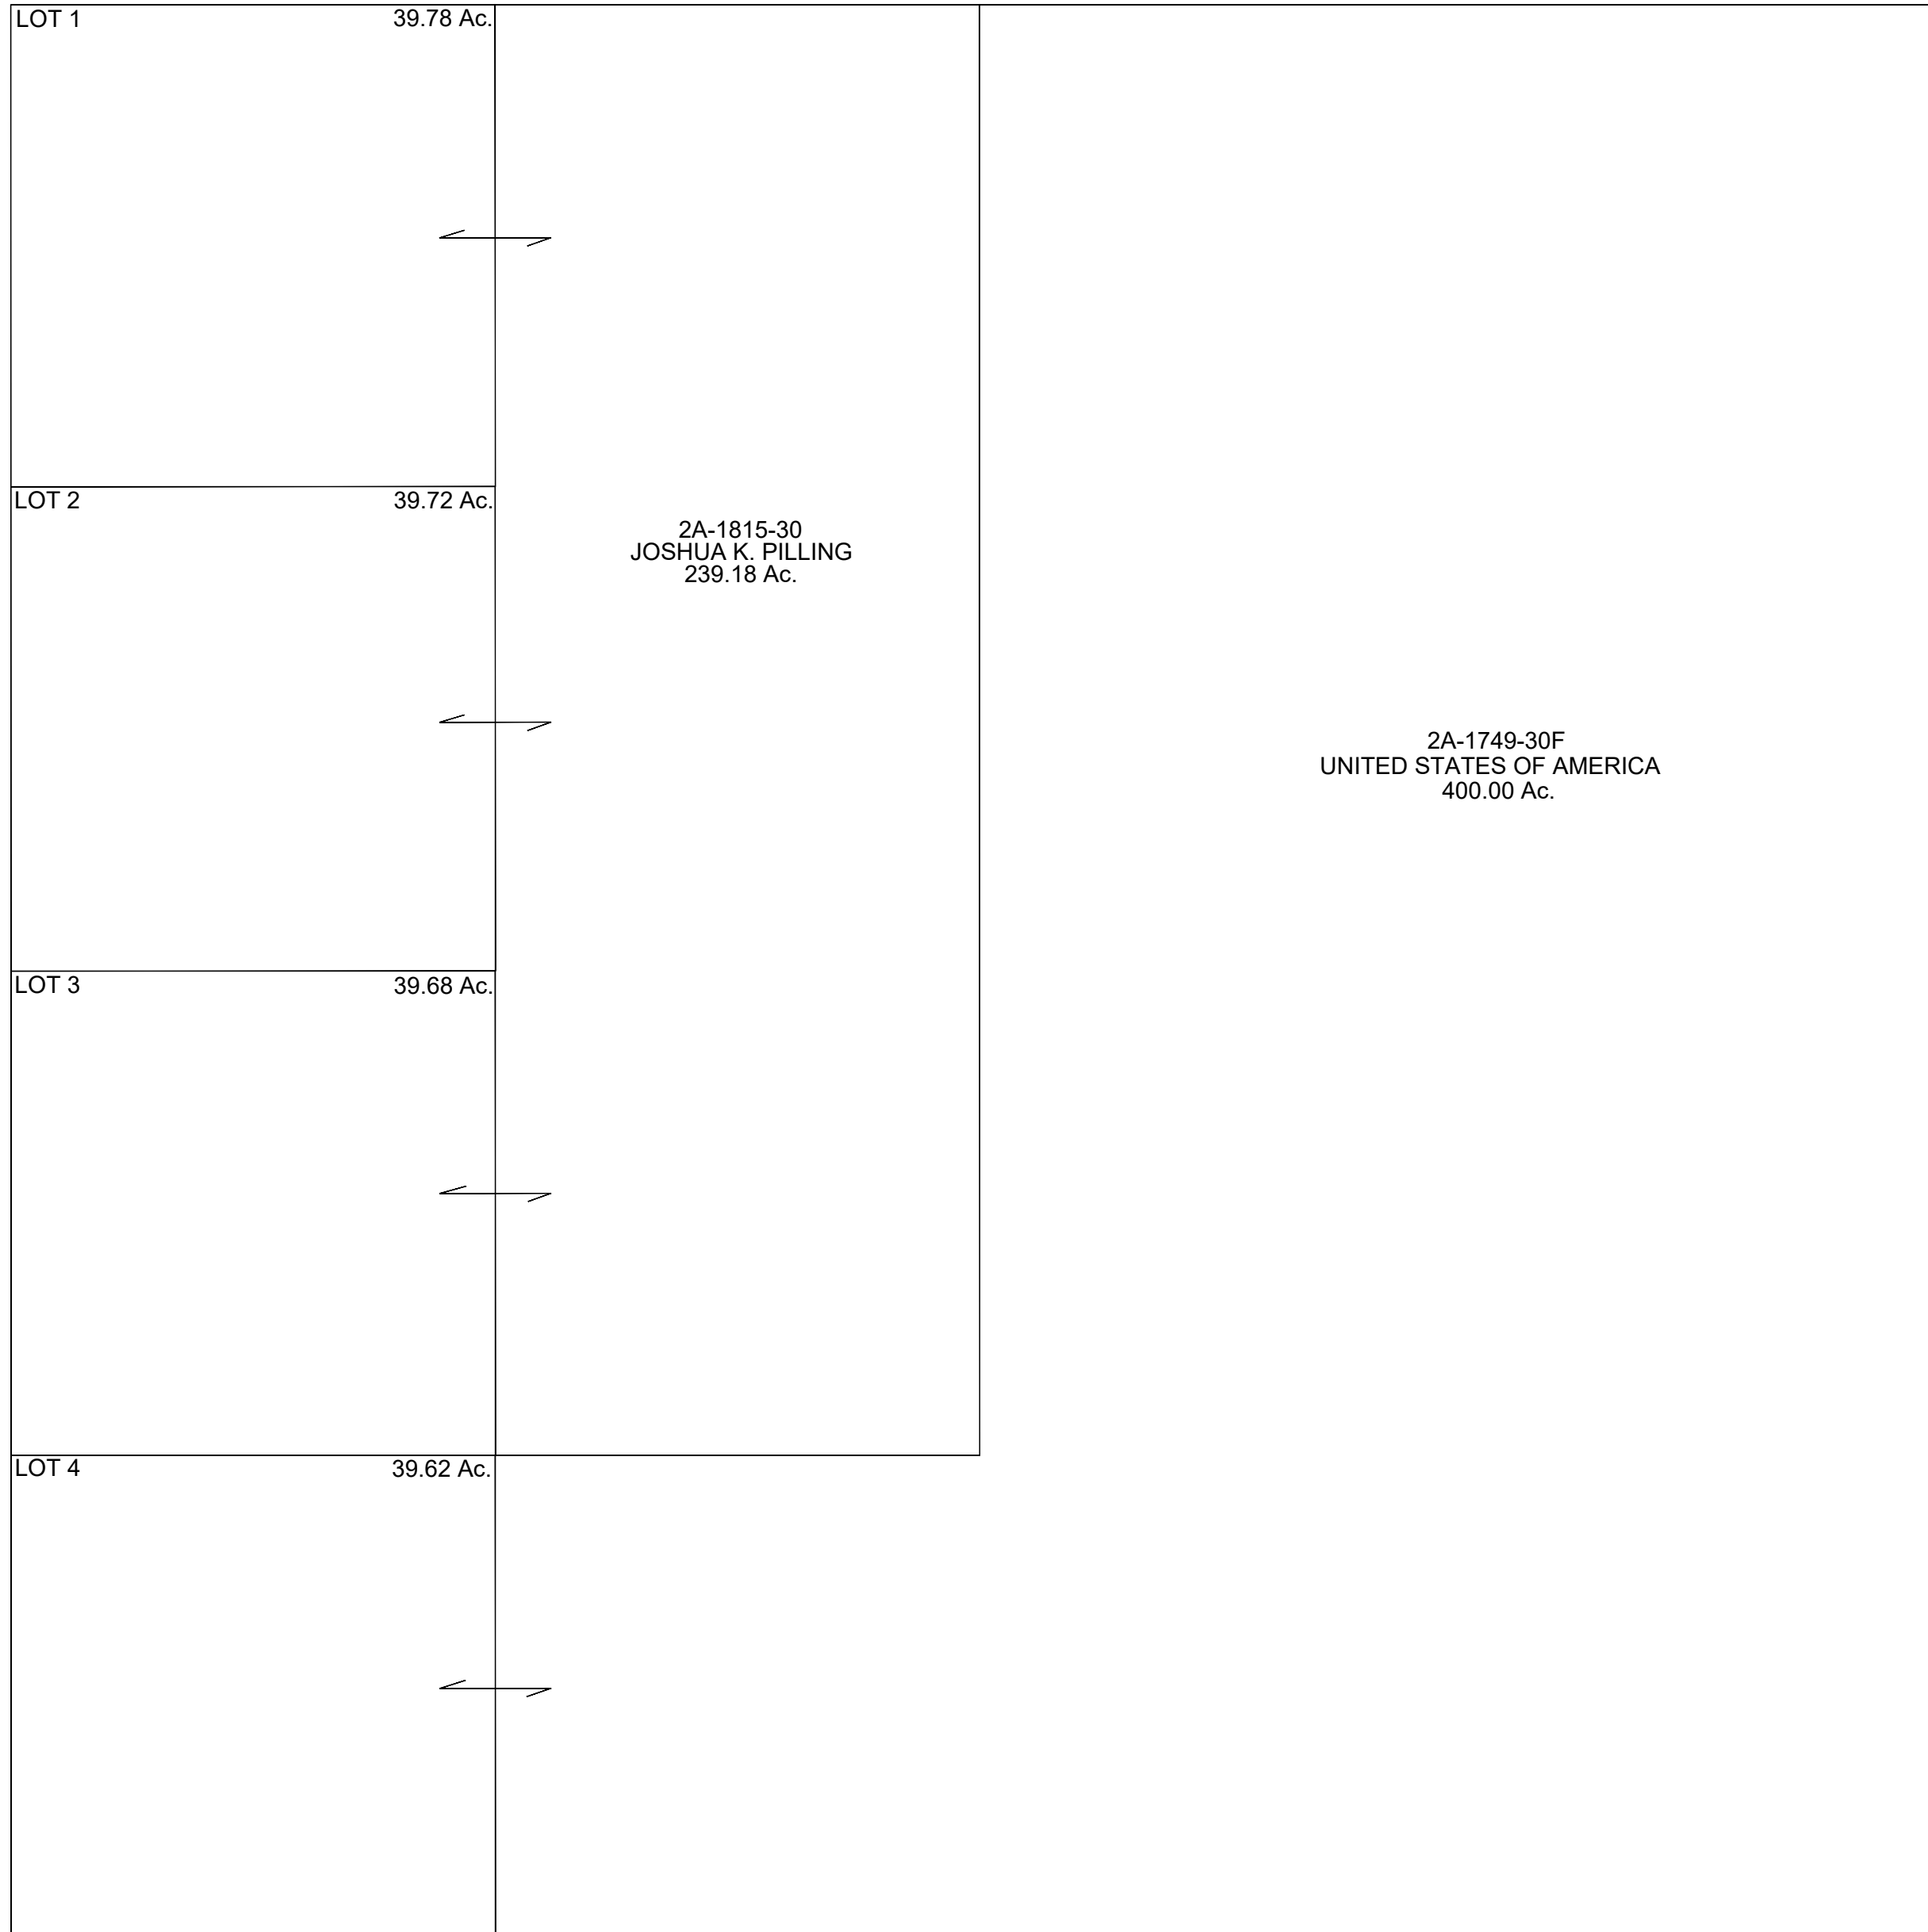 LOT 1 39.78 Ac.
LOT 2 39.72 Ac.
2A-1815-30
JOSHUA K. PILLING
239.18 Ac.
2A-1749-30F
UNITED STATES OF AMERICA
400.00 Ac.
LOT 3 39.68 Ac.
LOT 4 39.62 Ac.